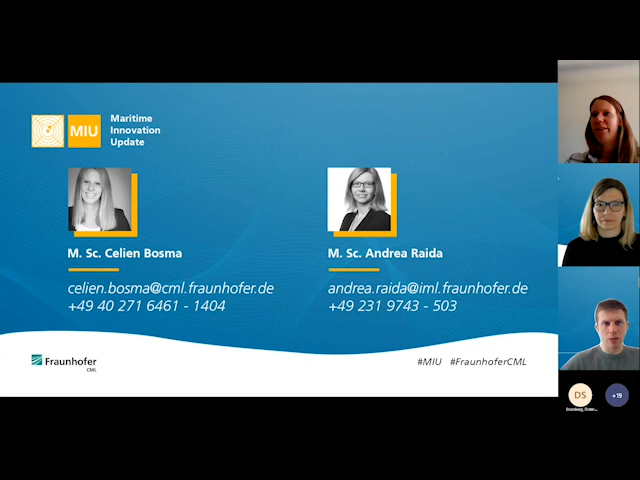 MIU
Maritime
Innovation
Update
M. Sc. Celien Bosma
celien.bosma@cml.fraunhofer.de
+49 40 271 6461 - 1404
M. Sc. Andrea Raida
andrea.raida@iml.fraunhofer.de
+49 231 9743 - 503
Fraunhofer
CML
#MIU #FraunhoferCML
DS
+19